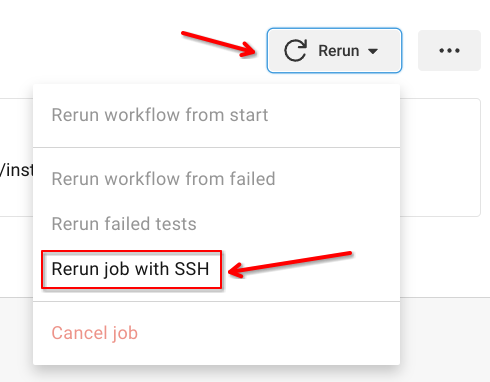 Rerun
Rerun workflow from start
/inst
Rerun workflow from failed
Rerun failed tests
Rerun job with SSH
Cancel job